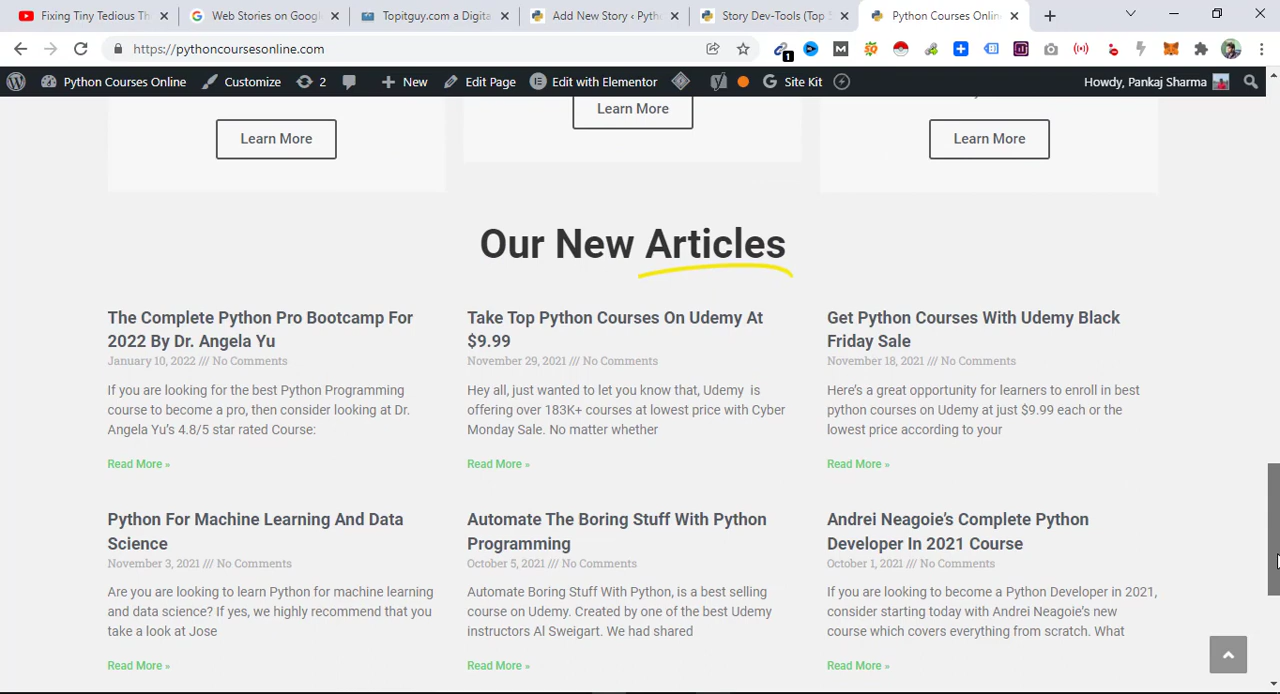 Fixing Tiny Tedious Th
Web Stories on Googl
Topitguy.com a Digita
Add New Story ‹ Pyth
Story Dev-Tools (Top
Python Courses Onlin
https://pythoncoursesonline.com
1
Python Courses Online
Customize
2
New
Edit Page
Edit with Elementor
Site Kit
Howdy, Pankaj Sharma
Learn More
Learn More
Learn More
Our New Articles
The Complete Python Pro Bootcamp For
2022 By Dr. Angela Yu
January 10, 2022 /// No Comments
If you are looking for the best Python Programming
course to become a pro, then consider looking at Dr.
Angela Yu’s 4.8/5 star rated Course:
Read More »
Take Top Python Courses On Udemy At
$9.99
November 29, 2021 /// No Comments
Hey all, just wanted to let you know that, Udemy is
offering over 183K+ courses at lowest price with Cyber
Monday Sale. No matter whether
Read More »
Get Python Courses With Udemy Black
Friday Sale
November 18, 2021 /// No Comments
Here’s a great opportunity for learners to enroll in best
python courses on Udemy at just $9.99 each or the
lowest price according to your
Read More »
Python For Machine Learning And Data
Science
November 3, 2021 /// No Comments
Are you looking to learn Python for machine learning
and data science? If yes, we highly recommend that you
take a look at Jose
Read More »
Automate The Boring Stuff With Python
Programming
October 5, 2021 /// No Comments
Automate Boring Stuff With Python, is a best selling
course on Udemy. Created by one of the best Udemy
instructors Al Sweigart. We had shared
Read More »
Andrei Neagoie’s Complete Python
Developer In 2021 Course
October 1, 2021 /// No Comments
If you are looking to become a Python Developer in 2021,
consider starting today with Andrei Neagoie’s new
course which covers everything from scratch. What
Read More »